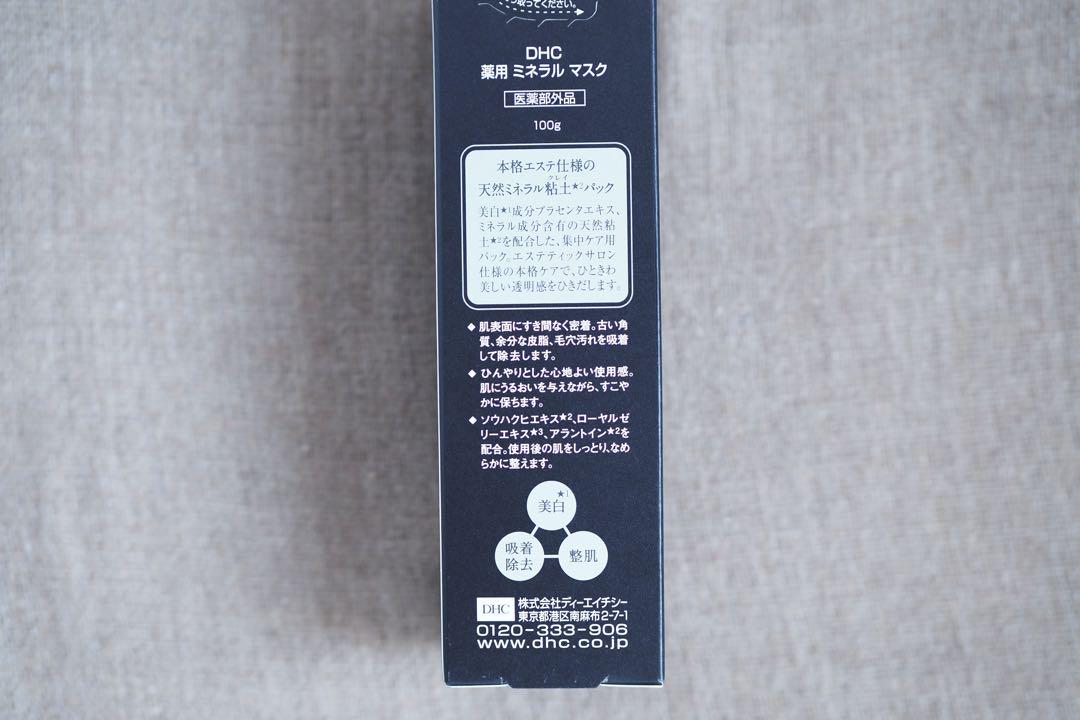 取ってください。
DHC
薬用 ミネラル マスク
医薬部外品
100g
本格エステ仕様の
クレイ
天然ミネラル粘土★2パック
美白★1成分プラセンタエキス、
ミネラル成分含有の天然粘
土★2を配合した、集中ケア用
パック。エステティックサロン
仕様の本格ケアで、ひときわ
美しい透明感をひきだします。
◆ 肌表面にすき間なく密着。古い角
質、余分な皮脂、毛穴汚れを吸着
して除去します。
◆ ひんやりとした心地よい使用感。
肌にうるおいを与えながら、すこや
かに保ちます。
◆ ソウハクヒエキス★2、ローヤルゼ
リーエキス★3、アラントイン★2を
配合。使用後の肌をしっとり、なめ
らかに整えます。
美白★1
吸着
除去
整肌
DHC 株式会社ディーエイチシー
東京都港区南麻布2-7-1
0120-333-906
www.dhc.co.jp